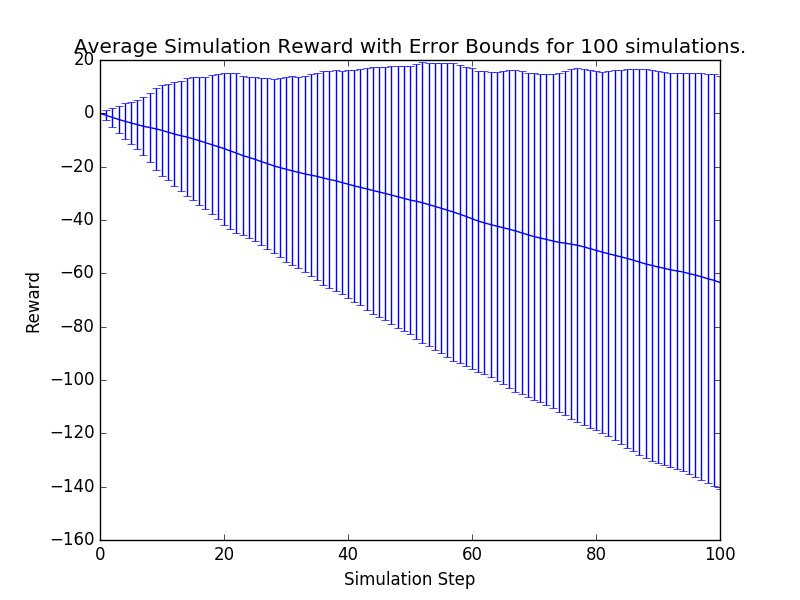 Average Simulation Reward with Error Bounds for 100 simulations.
20
0
−20
−40
−60
−80
−100
−120
−140
−160
Reward
0 20 40 60 80 100
Simulation Step